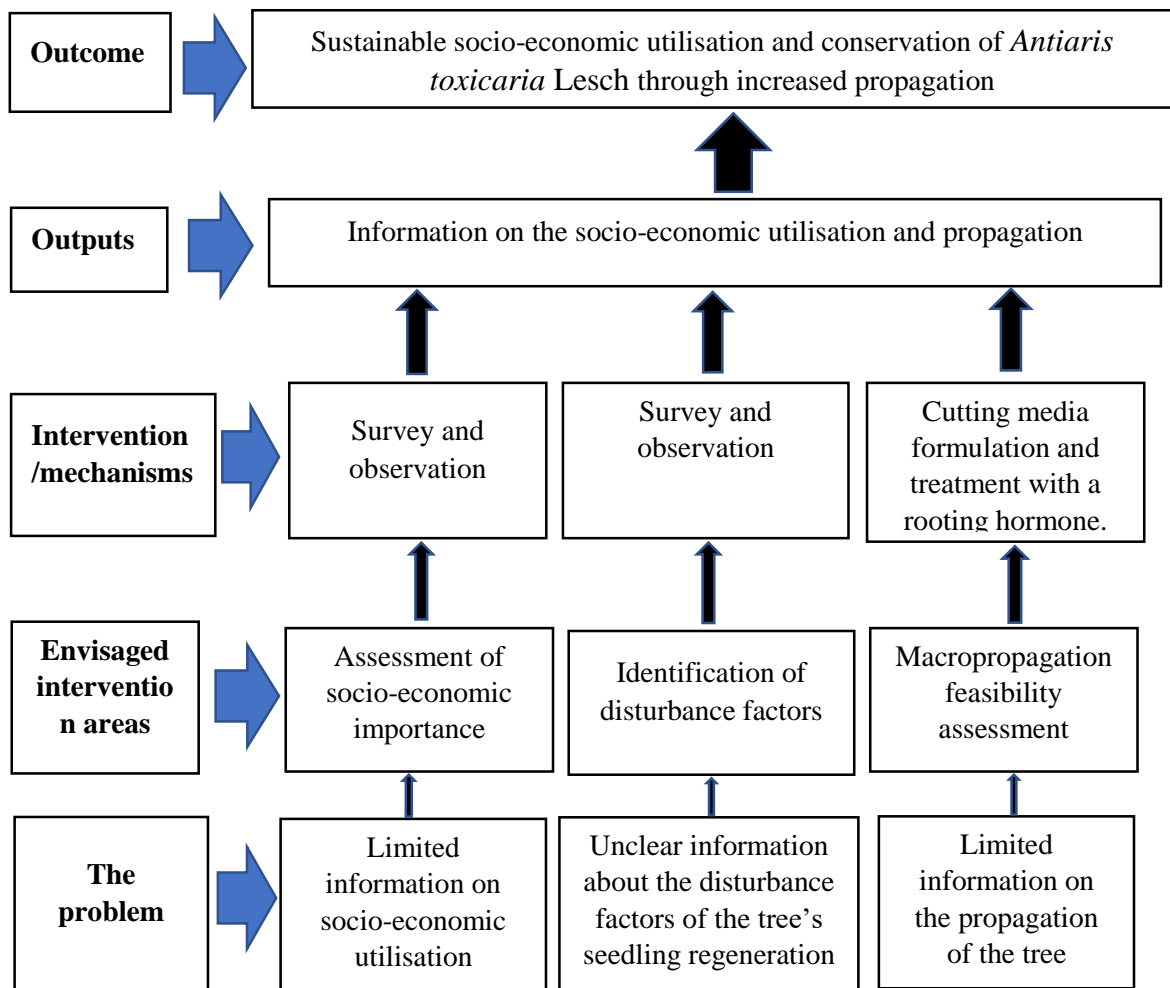 Outcome
Sustainable socio-economic utilisation and conservation of Antiaris
toxicaria Lesch through increased propagation
Outputs
Information on the socio-economic utilisation and propagation
Intervention
/mechanisms
Survey and
observation
Survey and
observation
Cutting media
formulation and
treatment with a
rooting hormone.
Envisaged
interventio
n areas
Assessment of
socio-economic
importance
Identification of
disturbance factors
Macropropagation
feasibility
assessment
The
problem
Limited
information on
socio-economic
utilisation
Unclear information
about the disturbance
factors of the tree’s
seedling regeneration
Limited
information on
the propagation
of the tree